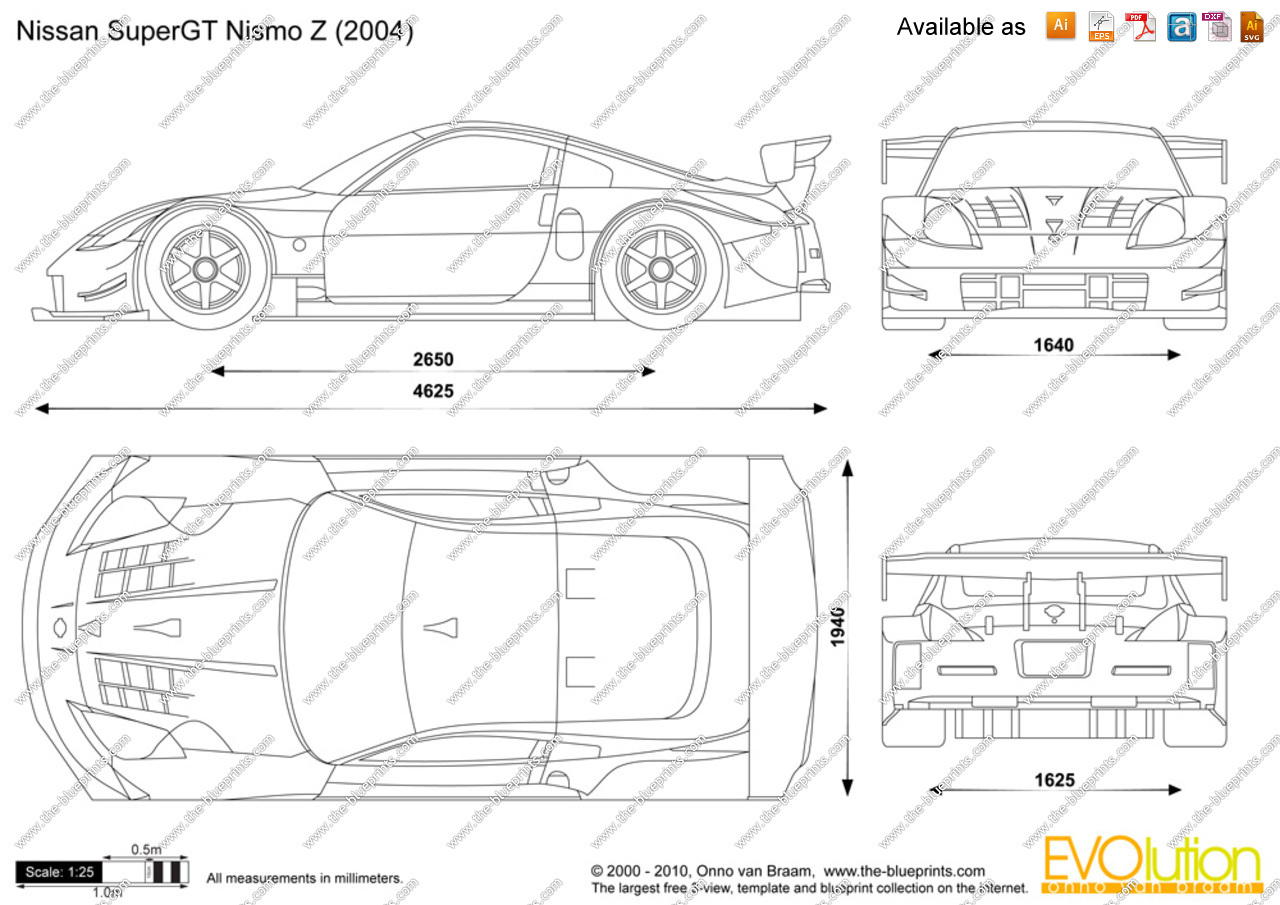 Nissan SuperGT Nismo Z (2004)
Available as
Ai
EPS
PDF
a
DXF
Ai
SVG
2650
4625
1640
1940
1625
0.5m
Scale: 1:25
1.0m
All measurements in millimeters.
© 2000 - 2010, Onno van Braam, www.the-blueprints.com
The largest free 3-view, template and blueprint collection on the internet.
EVOlution
onno van braam
www.the-blueprints.com